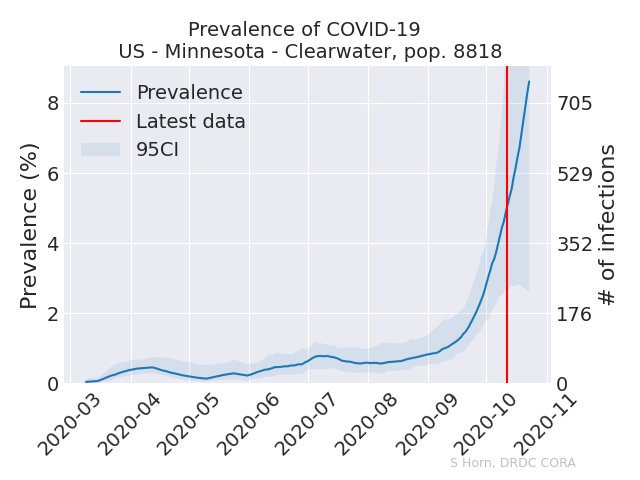 Prevalence of COVID-19
US - Minnesota - Clearwater, pop. 8818
Prevalence
Latest data
95CI
Prevalence (%)
8
6
4
2
0
705
529
352
176
0
# of infections
2020-03
2020-04
2020-05
2020-06
2020-07
2020-08
2020-09
2020-10
2020-11
S Horn, DRDC CORA